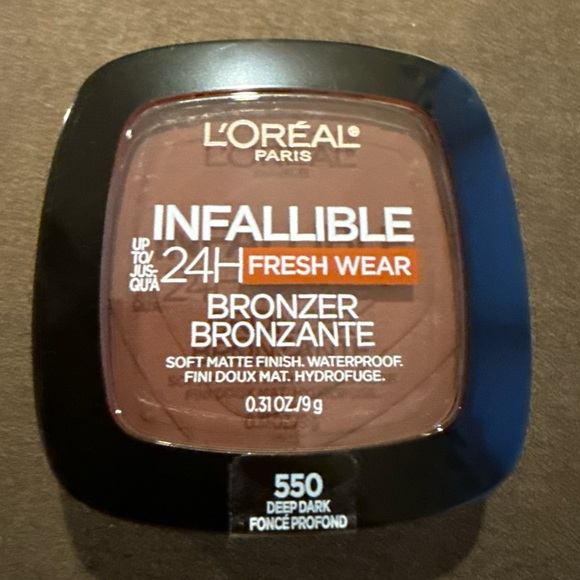 L'ORÉAL®
PARIS
INFALLIBLE
UP
TO/
JUS-
QU'À
24H FRESH WEAR
BRONZER
BRONZANTE
SOFT MATTE FINISH. WATERPROOF.
FINI DOUX MAT. HYDROFUGE.
0.31 OZ./9 g
550
DEEP DARK
FONCÉ PROFOND